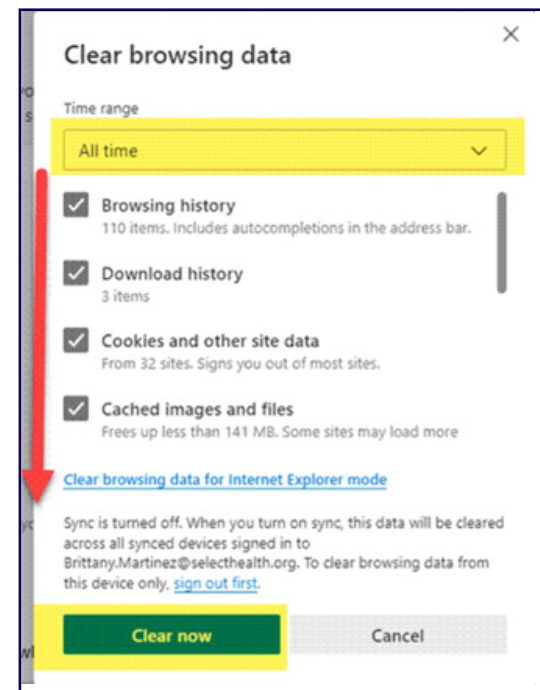 Clear browsing data
Time range
All time
Browsing history
110 items. Includes autocompletions in the address bar.
Download history
3 items
Cookies and other site data
From 32 sites. Signs you out of most sites.
Cached images and files
Frees up less than 141 MB. Some sites may load more
Clear browsing data for Internet Explorer mode
Sync is turned off. When you turn on sync, this data will be cleared
across all synced devices signed in to
Brittany.Martinez@selecthealth.org. To clear browsing data from
this device only, sign out first.
Clear now
Cancel